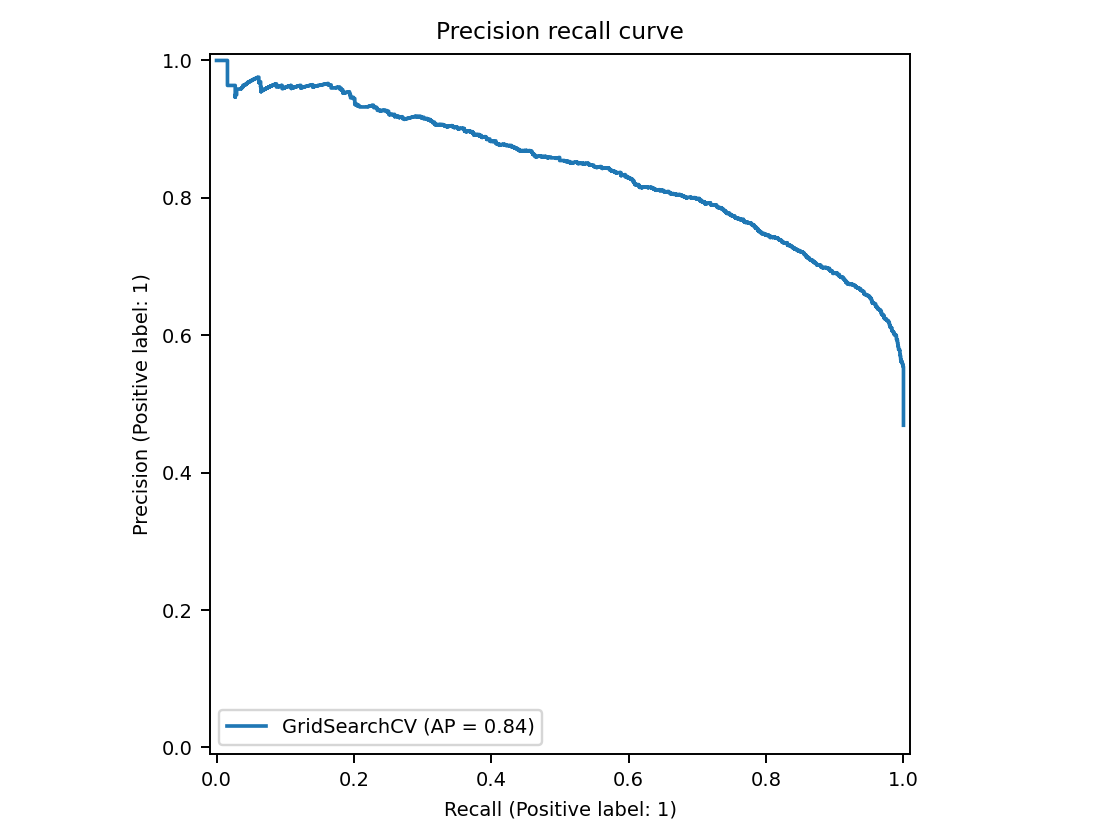 Precision recall curve
1.0
0.8
0.6
0.4
0.2
0.0
Precision (Positive label: 1)
GridSearchCV (AP = 0.84)
0.0 0.2 0.4 0.6 0.8 1.0
Recall (Positive label: 1)